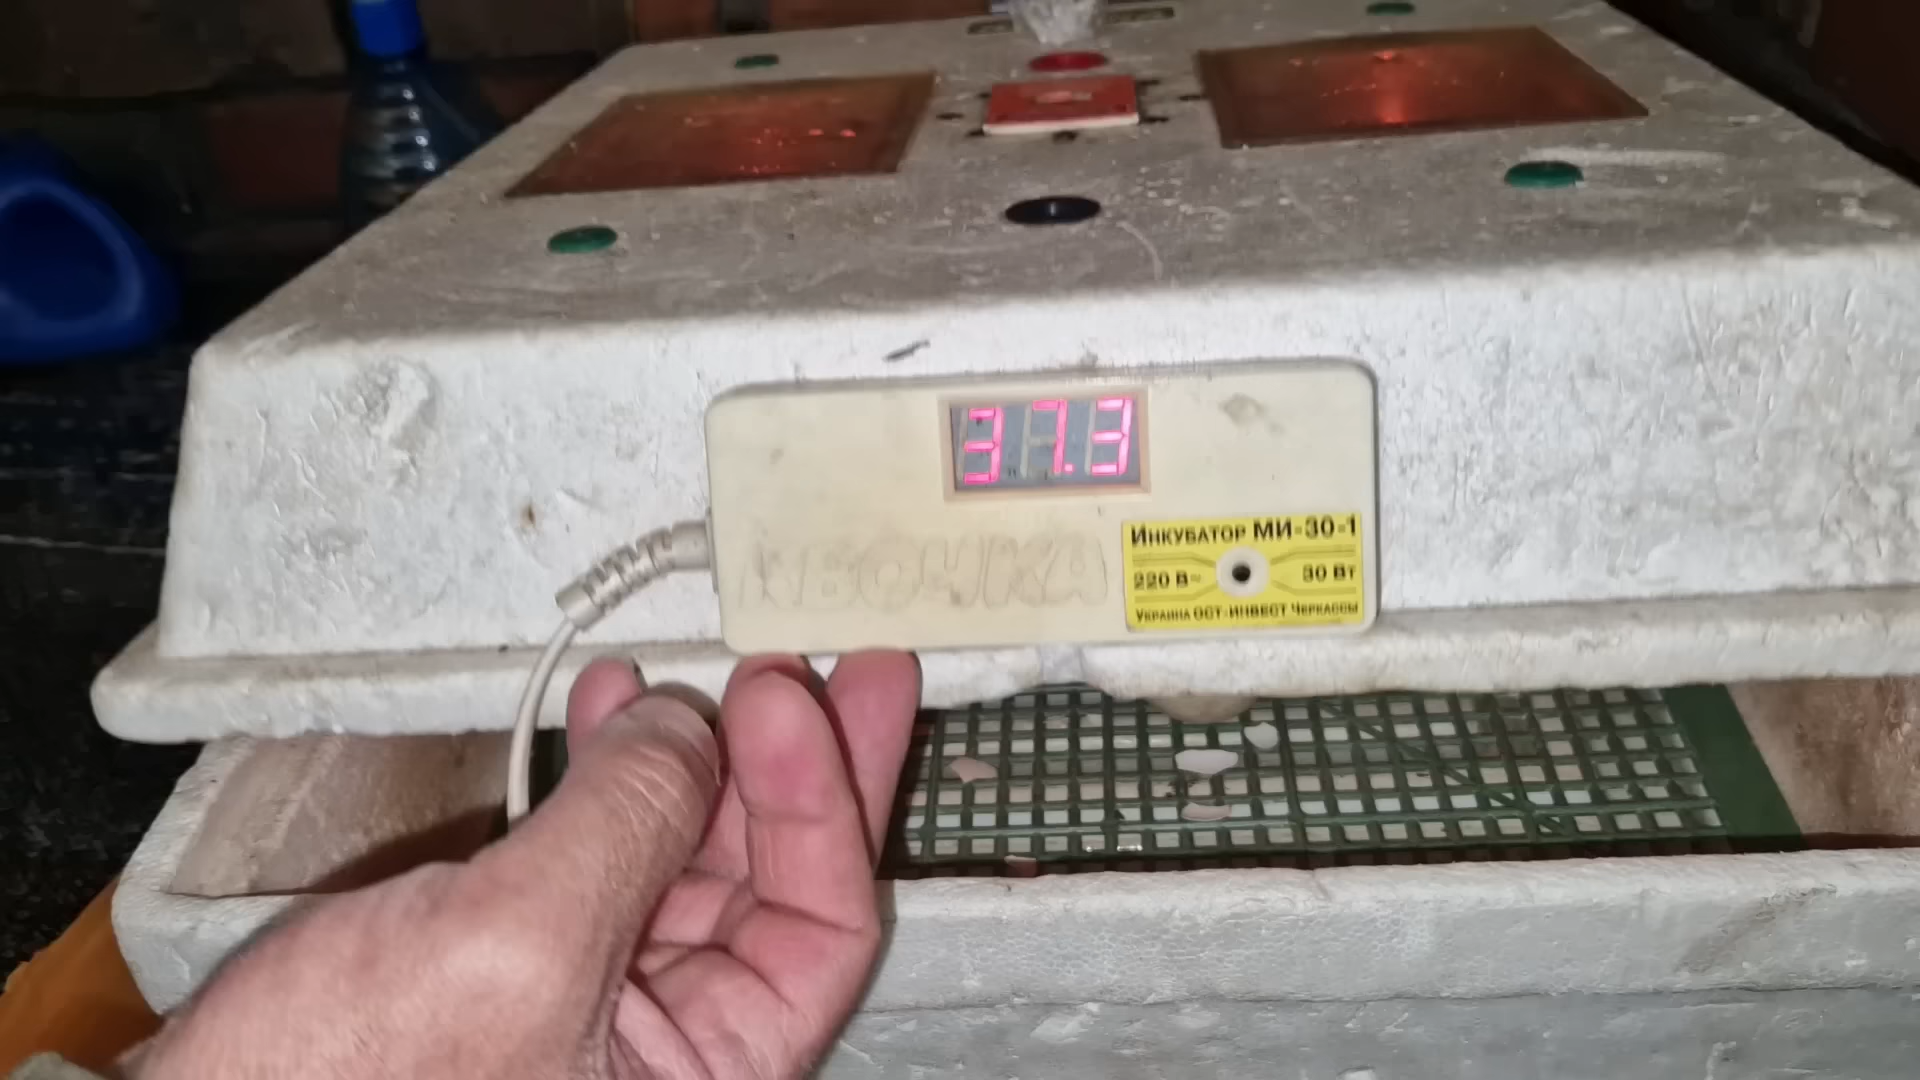 37.3
КВОЧКА
ИНКУБАТОР МИ-30-1
220 В≈ 30 Вт
УКРАИНА ОСТ-ИНВЕСТ ЧЕРКАССЫ